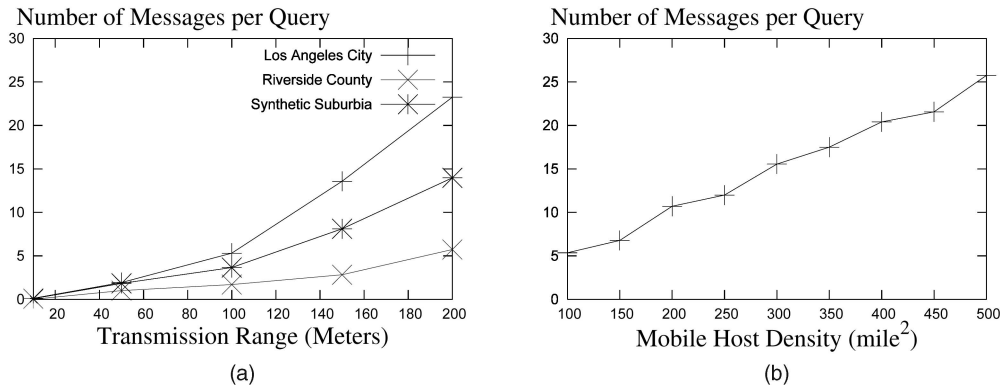 Number of Messages per Query
30
25
20
15
10
5
0
Los Angeles City
Riverside County
Synthetic Suburbia
20 40 60 80 100 120 140 160 180 200
Transmission Range (Meters)
(a)
Number of Messages per Query
30
25
20
15
10
5
0
100 150 200 250 300 350 400 450 500
Mobile Host Density (mile²)
(b)